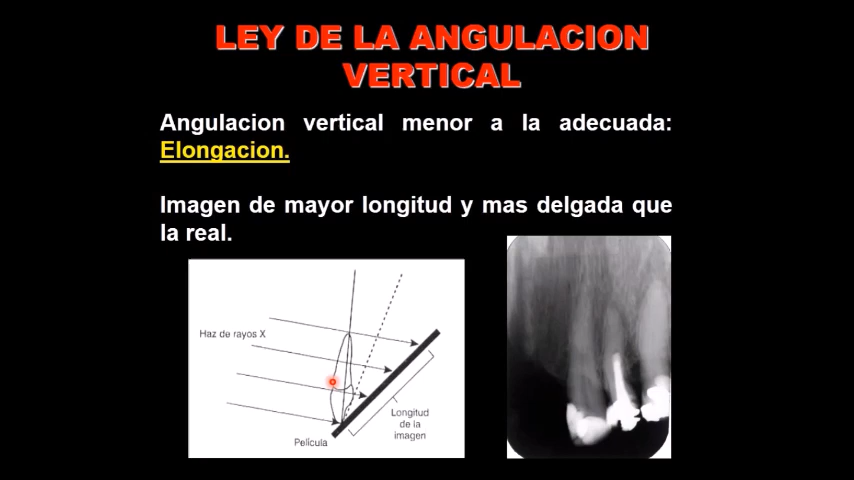 LEY DE LA ANGULACION
VERTICAL
Angulacion vertical menor a la adecuada:
Elongacion.
Imagen de mayor longitud y mas delgada que
la real.
Haz de rayos X
Longitud
de la
imagen
Película